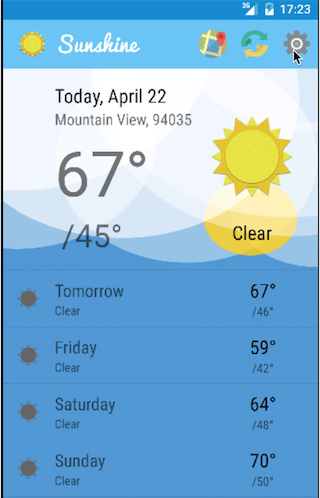 3G 17:23
Sunshine
Today, April 22
Mountain View, 94035
67°
/45°
Clear
Tomorrow 67°
Clear /46°
Friday 59°
Clear /42°
Saturday 64°
Clear /48°
Sunday 70°
Clear /50°